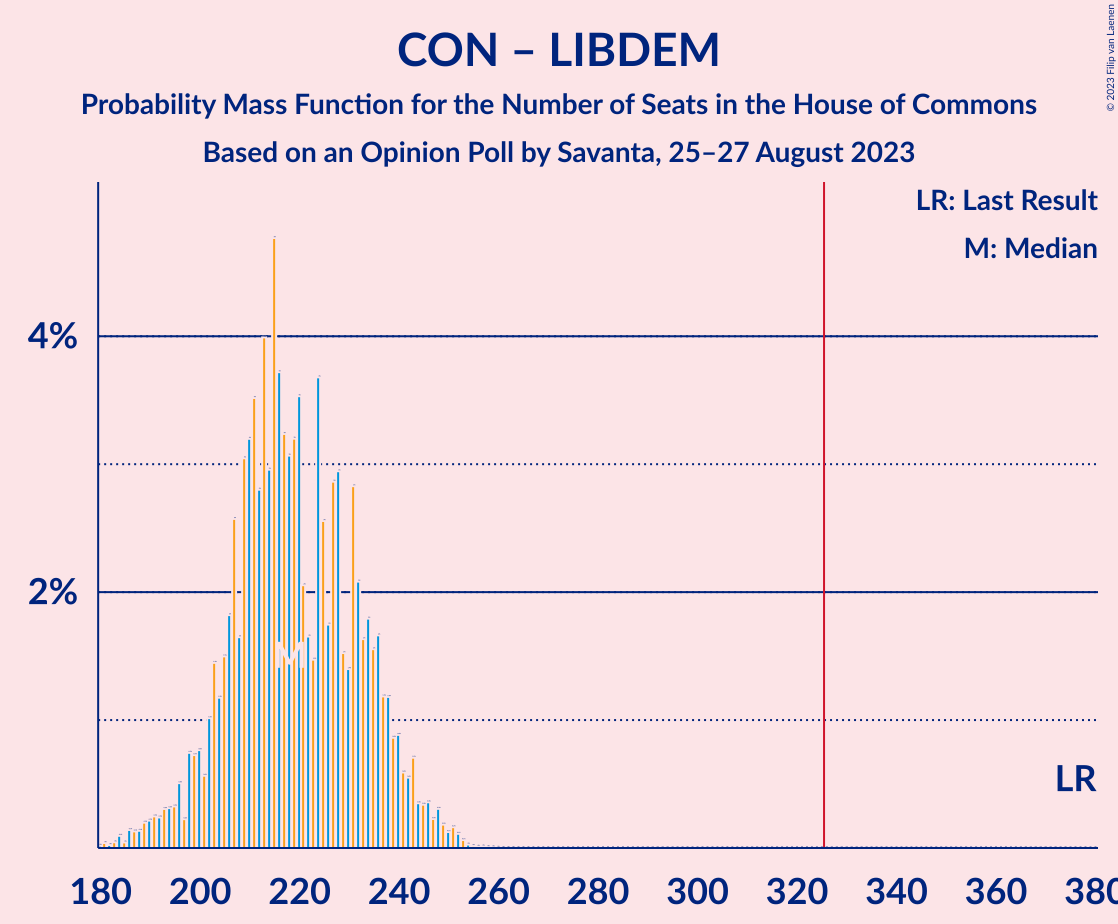 CON – LIBDEM
Probability Mass Function for the Number of Seats in the House of Commons
Based on an Opinion Poll by Savanta, 25–27 August 2023
© 2023 Filip van Laenen
LR: Last Result
M: Median
4%
2%
M
LR
180 200 220 240 260 280 300 320 340 360 380